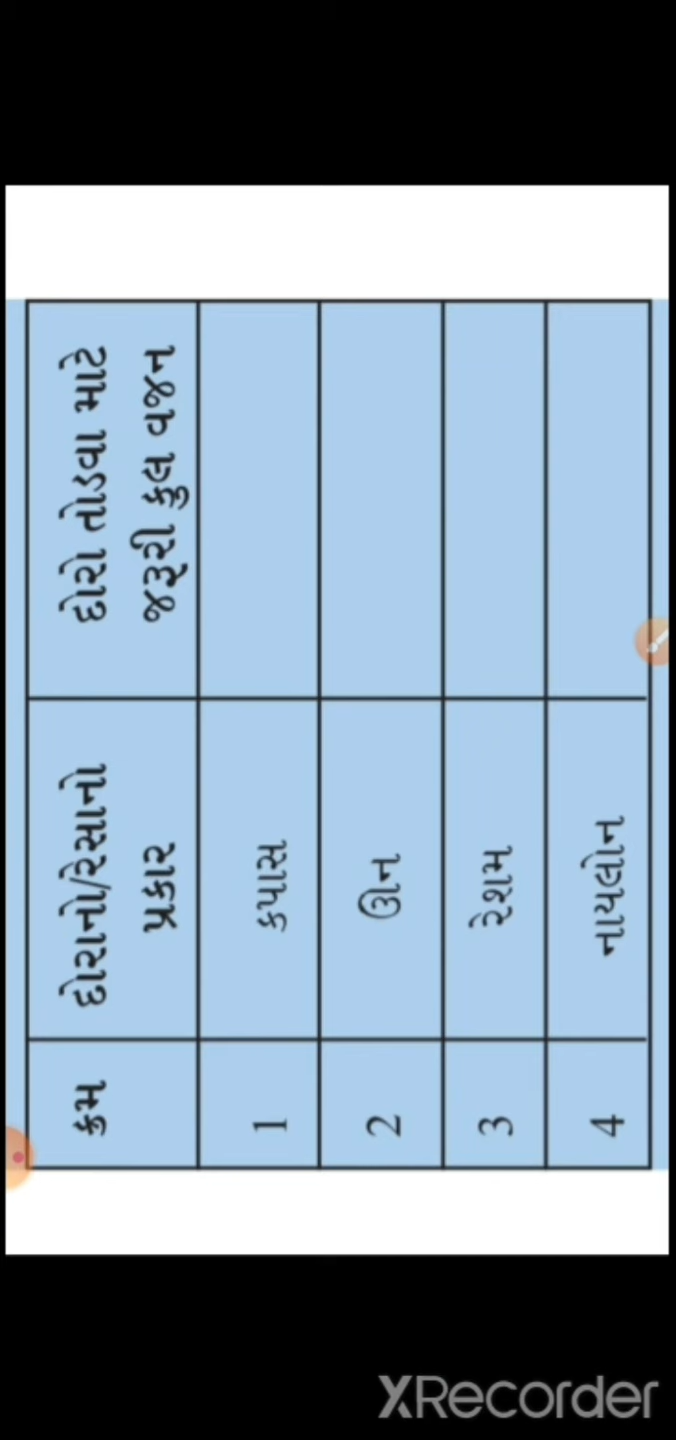 ક્રમ
દોરાનો/રેસાનો
પ્રકાર
દોરો તોડવા માટે
જરૂરી કુલ વજન
1 કપાસ
2 ઊન
3 રેશમ
4 નાયલોન
XRecorder